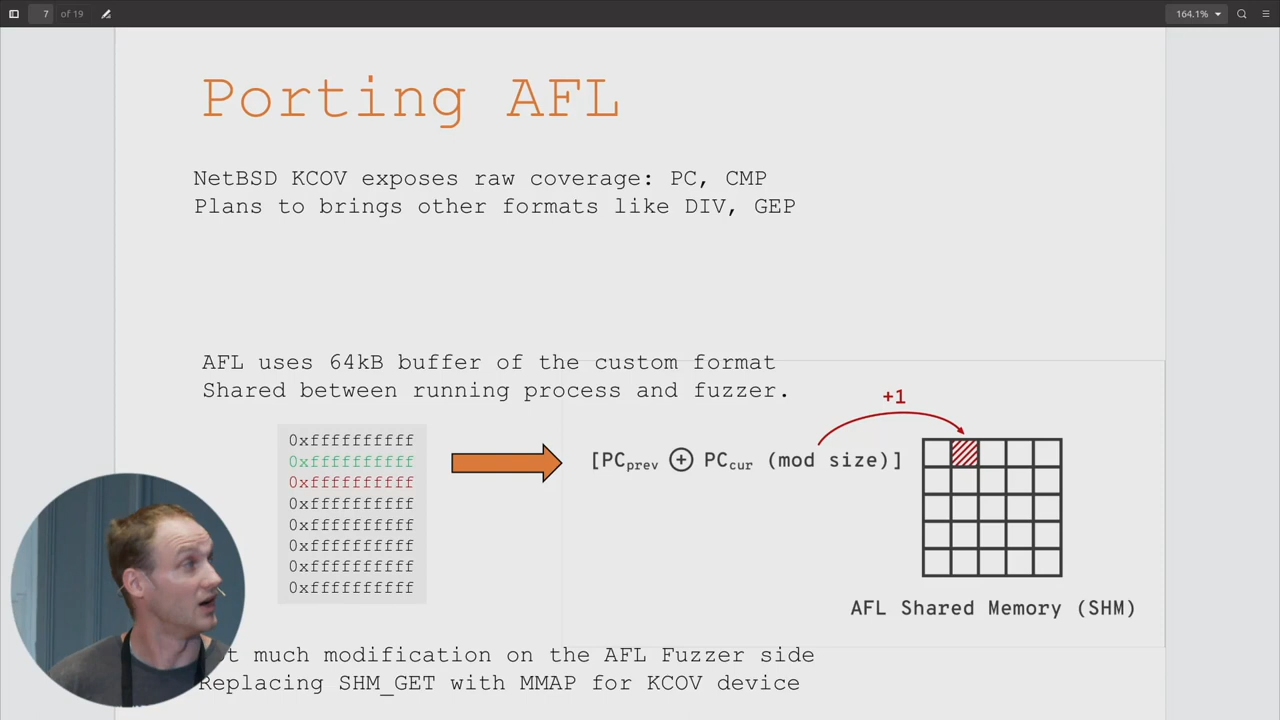 7 of 19
164.1%
Porting AFL
NetBSD KCOV exposes raw coverage: PC, CMP
Plans to brings other formats like DIV, GEP
AFL uses 64kB buffer of the custom format
Shared between running process and fuzzer.
0xffffffffff
0xffffffffff
0xffffffffff
0xffffffffff
0xffffffffff
0xffffffffff
0xffffffffff
0xffffffffff
+1
[PCprev ⊕ PCcur (mod size)]
AFL Shared Memory (SHM)
much modification on the AFL Fuzzer side
Replacing SHM_GET with MMAP for KCOV device